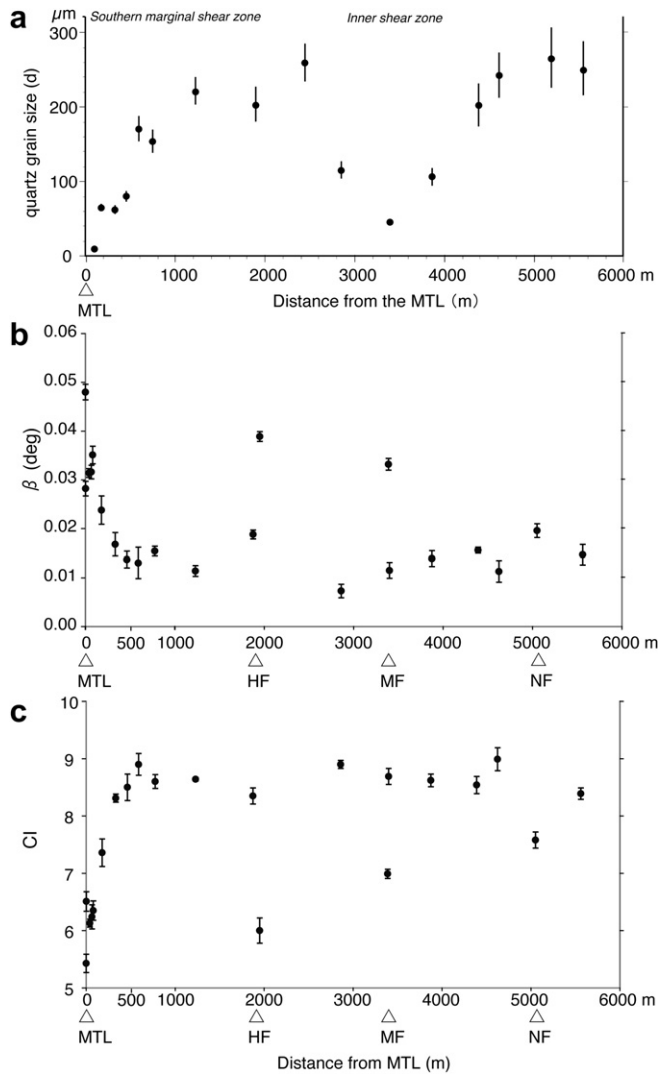 a
μm Southern marginal shear zone Inner shear zone
300
200
100
0
quartz grain size (d)
0 1000 2000 3000 4000 5000 6000 m
MTL
Distance from the MTL (m)
b
0.06
0.05
0.04
0.03
0.02
0.01
0.00
β (deg)
0 500 1000 2000 3000 4000 5000 6000 m
MTL HF MF NF
c
10
9
8
7
6
5
CI
0 500 1000 2000 3000 4000 5000 6000 m
MTL HF MF NF
Distance from MTL (m)